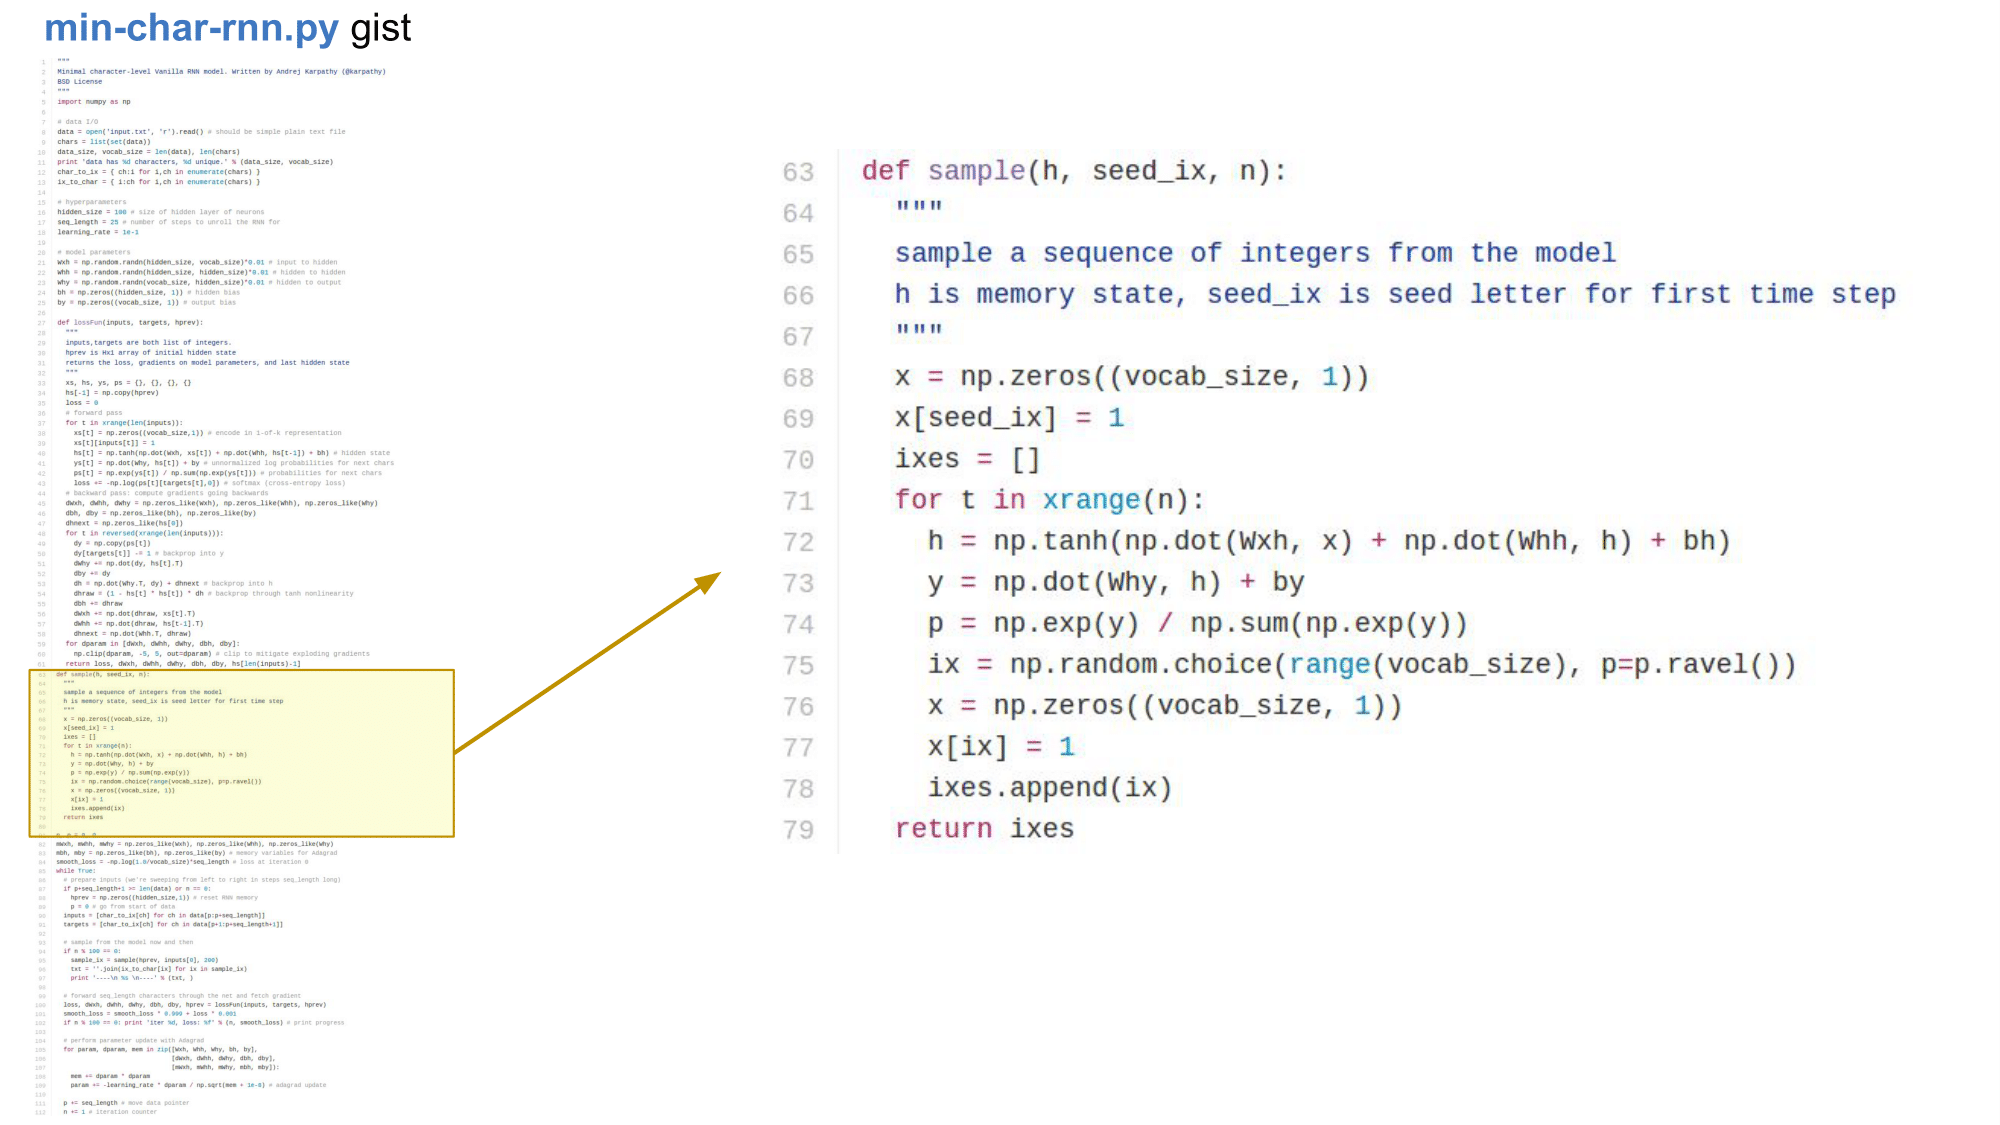 min-char-rnn.py gist
1 """
2 Minimal character-level Vanilla RNN model. Written by Andrej Karpathy (@karpathy)
3 BSD License
4 """
5 import numpy as np
6
7 # data I/O
8 data = open('input.txt', 'r').read() # should be simple plain text file
9 chars = list(set(data))
10 data_size, vocab_size = len(data), len(chars)
11 print 'data has %d characters, %d unique.' % (data_size, vocab_size)
12 char_to_ix = { ch:i for i,ch in enumerate(chars) }
13 ix_to_char = { i:ch for i,ch in enumerate(chars) }
14
15 # hyperparameters
16 hidden_size = 100 # size of hidden layer of neurons
17 seq_length = 25 # number of steps to unroll the RNN for
18 learning_rate = 1e-1
19
20 # model parameters
21 Wxh = np.random.randn(hidden_size, vocab_size)*0.01 # input to hidden
22 Whh = np.random.randn(hidden_size, hidden_size)*0.01 # hidden to hidden
23 Why = np.random.randn(vocab_size, hidden_size)*0.01 # hidden to output
24 bh = np.zeros((hidden_size, 1)) # hidden bias
25 by = np.zeros((vocab_size, 1)) # output bias
26
27 def lossFun(inputs, targets, hprev):
28 """
29 inputs,targets are both list of integers.
30 hprev is Hx1 array of initial hidden state
31 returns the loss, gradients on model parameters, and last hidden state
32 """
33 xs, hs, ys, ps = {}, {}, {}, {}
34 hs[-1] = np.copy(hprev)
35 loss = 0
36 # forward pass
37 for t in xrange(len(inputs)):
38 xs[t] = np.zeros((vocab_size,1)) # encode in 1-of-k representation
39 xs[t][inputs[t]] = 1
40 hs[t] = np.tanh(np.dot(Wxh, xs[t]) + np.dot(Whh, hs[t-1]) + bh) # hidden state
41 ys[t] = np.dot(Why, hs[t]) + by # unnormalized log probabilities for next chars
42 ps[t] = np.exp(ys[t]) / np.sum(np.exp(ys[t])) # probabilities for next chars
43 loss += -np.log(ps[t][targets[t],0]) # softmax (cross-entropy loss)
44 # backward pass: compute gradients going backwards
45 dWxh, dWhh, dWhy = np.zeros_like(Wxh), np.zeros_like(Whh), np.zeros_like(Why)
46 dbh, dby = np.zeros_like(bh), np.zeros_like(by)
47 dhnext = np.zeros_like(hs[0])
48 for t in reversed(xrange(len(inputs))):
49 dy = np.copy(ps[t])
50 dy[targets[t]] -= 1 # backprop into y
51 dWhy += np.dot(dy, hs[t].T)
52 dby += dy
53 dh = np.dot(Why.T, dy) + dhnext # backprop into h
54 dhraw = (1 - hs[t] * hs[t]) * dh # backprop through tanh nonlinearity
55 dbh += dhraw
56 dWxh += np.dot(dhraw, xs[t].T)
57 dWhh += np.dot(dhraw, hs[t-1].T)
58 dhnext = np.dot(Whh.T, dhraw)
59 for dparam in [dWxh, dWhh, dWhy, dbh, dby]:
60 np.clip(dparam, -5, 5, out=dparam) # clip to mitigate exploding gradients
61 return loss, dWxh, dWhh, dWhy, dbh, dby, hs[len(inputs)-1]
63 def sample(h, seed_ix, n):
64 """
65 sample a sequence of integers from the model
66 h is memory state, seed_ix is seed letter for first time step
67 """
68 x = np.zeros((vocab_size, 1))
69 x[seed_ix] = 1
70 ixes = []
71 for t in xrange(n):
72 h = np.tanh(np.dot(Wxh, x) + np.dot(Whh, h) + bh)
73 y = np.dot(Why, h) + by
74 p = np.exp(y) / np.sum(np.exp(y))
75 ix = np.random.choice(range(vocab_size), p=p.ravel())
76 x = np.zeros((vocab_size, 1))
77 x[ix] = 1
78 ixes.append(ix)
79 return ixes
80
81 n, p = 0, 0
82 mWxh, mWhh, mWhy = np.zeros_like(Wxh), np.zeros_like(Whh), np.zeros_like(Why)
83 mbh, mby = np.zeros_like(bh), np.zeros_like(by) # memory variables for Adagrad
84 smooth_loss = -np.log(1.0/vocab_size)*seq_length # loss at iteration 0
85 while True:
86 # prepare inputs (we're sweeping from left to right in steps seq_length long)
87 if p+seq_length+1 >= len(data) or n == 0:
88 hprev = np.zeros((hidden_size,1)) # reset RNN memory
89 p = 0 # go from start of data
90 inputs = [char_to_ix[ch] for ch in data[p:p+seq_length]]
91 targets = [char_to_ix[ch] for ch in data[p+1:p+seq_length+1]]
92
93 # sample from the model now and then
94 if n % 100 == 0:
95 sample_ix = sample(hprev, inputs[0], 200)
96 txt = ''.join(ix_to_char[ix] for ix in sample_ix)
97 print '----\n %s \n----' % (txt, )
98
99 # forward seq_length characters through the net and fetch gradient
100 loss, dWxh, dWhh, dWhy, dbh, dby, hprev = lossFun(inputs, targets, hprev)
101 smooth_loss = smooth_loss * 0.999 + loss * 0.001
102 if n % 100 == 0: print 'iter %d, loss: %f' % (n, smooth_loss) # print progress
103
104 # perform parameter update with Adagrad
105 for param, dparam, mem in zip([Wxh, Whh, Why, bh, by],
106 [dWxh, dWhh, dWhy, dbh, dby],
107 [mWxh, mWhh, mWhy, mbh, mby]):
108 mem += dparam * dparam
109 param += -learning_rate * dparam / np.sqrt(mem + 1e-8) # adagrad update
110
111 p += seq_length # move data pointer
112 n += 1 # iteration counter
63 def sample(h, seed_ix, n):
64 """
65 sample a sequence of integers from the model
66 h is memory state, seed_ix is seed letter for first time step
67 """
68 x = np.zeros((vocab_size, 1))
69 x[seed_ix] = 1
70 ixes = []
71 for t in xrange(n):
72 h = np.tanh(np.dot(Wxh, x) + np.dot(Whh, h) + bh)
73 y = np.dot(Why, h) + by
74 p = np.exp(y) / np.sum(np.exp(y))
75 ix = np.random.choice(range(vocab_size), p=p.ravel())
76 x = np.zeros((vocab_size, 1))
77 x[ix] = 1
78 ixes.append(ix)
79 return ixes